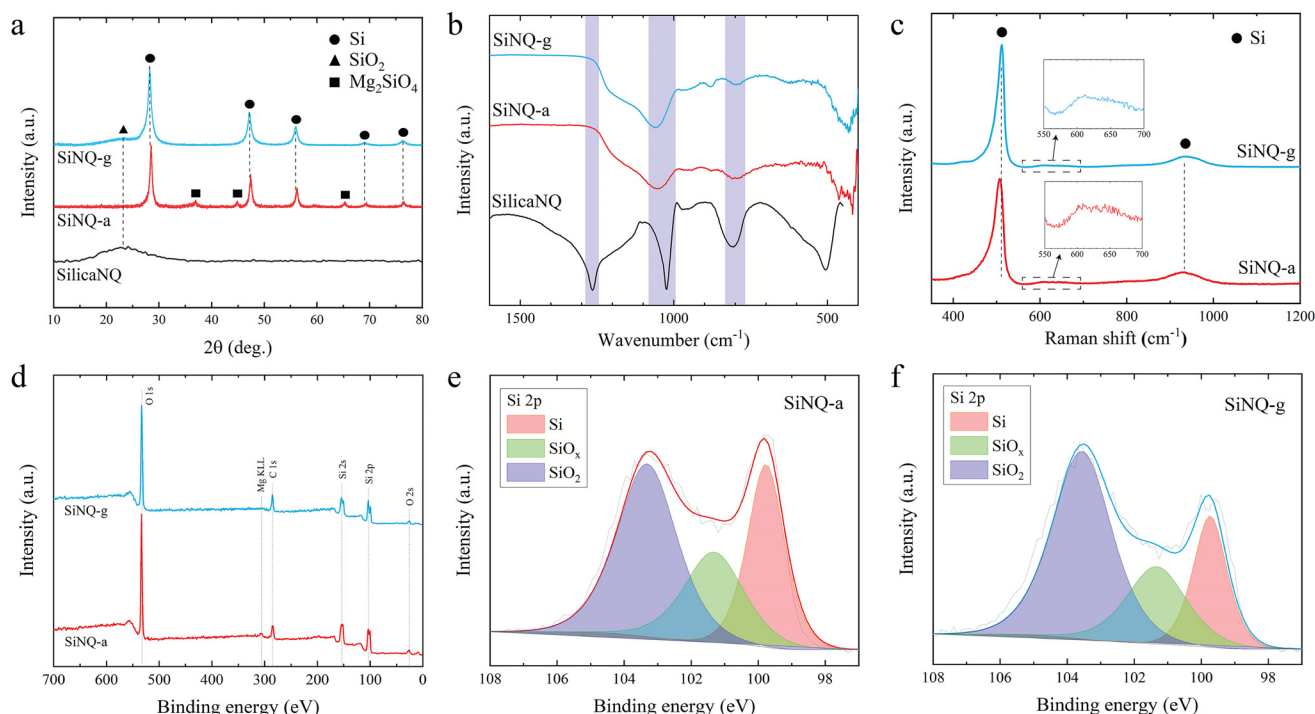 a
Si
SiO2
Mg2SiO4
SiNQ-g
SiNQ-a
SilicaNQ
Intensity (a.u.)
10 20 30 40 50 60 70 80
2θ (deg.)
b
SiNQ-g
SiNQ-a
SilicaNQ
Intensity (a.u.)
1500 1000 500
Wavenumber (cm-1)
c
Si
550 600 650 700
SiNQ-g
550 600 650 700
SiNQ-a
Intensity (a.u.)
400 600 800 1000 1200
Raman shift (cm-1)
d
O 1s
Mg KLL
C 1s
Si 2s
Si 2p
O 2s
SiNQ-g
SiNQ-a
Intensity (a.u.)
700 600 500 400 300 200 100 0
Binding energy (eV)
e
Si 2p
Si
SiOx
SiO2
SiNQ-a
Intensity (a.u.)
108 106 104 102 100 98
Binding energy (eV)
f
Si 2p
Si
SiOx
SiO2
SiNQ-g
Intensity (a.u.)
108 106 104 102 100 98
Binding energy (eV)